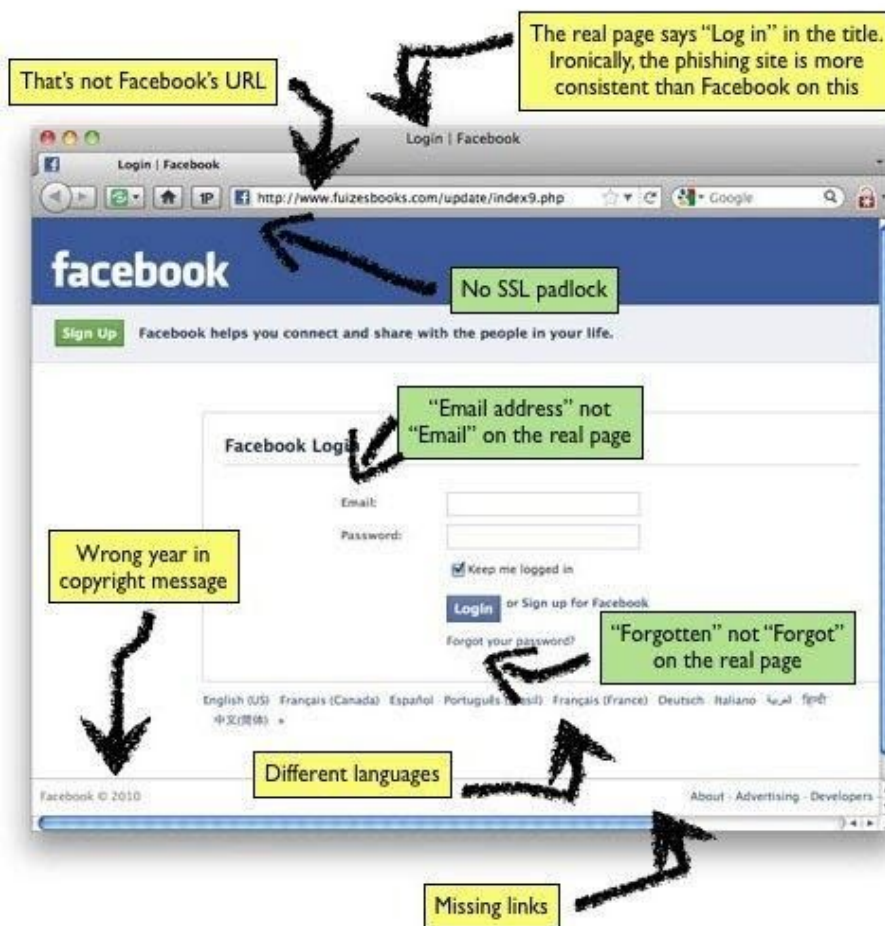 The real page says “Log in” in the title.
Ironically, the phishing site is more
consistent than Facebook on this
That's not Facebook's URL
Login | Facebook
Login | Facebook
1P
http://www.fuizesbooks.com/update/index9.php
Google
facebook
No SSL padlock
Sign Up Facebook helps you connect and share with the people in your life.
“Email address” not
“Email” on the real page
Facebook Login
Email:
Password:
Wrong year in
copyright message
Keep me logged in
Login or Sign up for Facebook
Forgot your password?
“Forgotten” not “Forgot”
on the real page
English (US) Français (Canada) Español Português Français (France) Deutsch Italiano العربية हिन्दी
中文(简体) »
Different languages
Facebook © 2010
About · Advertising · Developers ·
Missing links